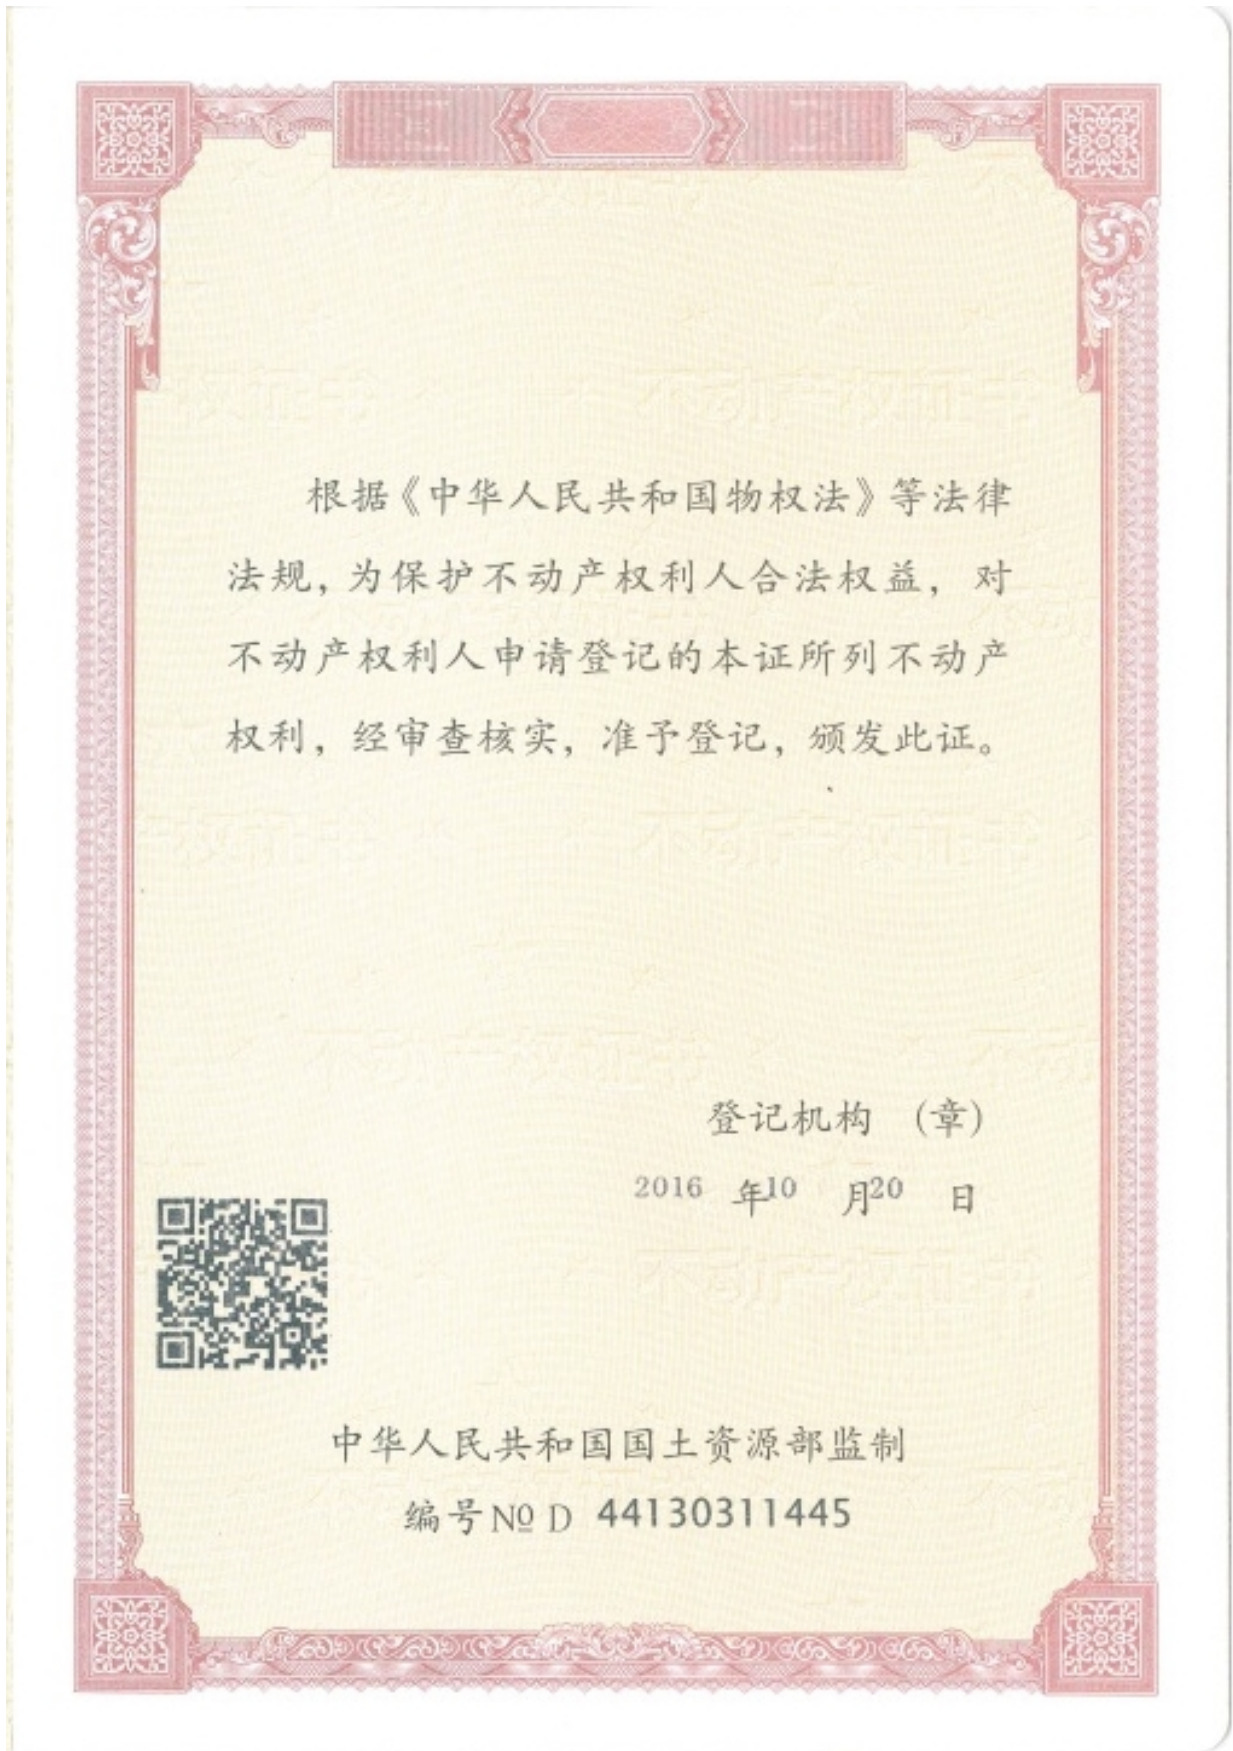 根据《中华人民共和国物权法》等法律
法规，为保护不动产权利人合法权益，对
不动产权利人申请登记的本证所列不动产
权利，经审查核实，准予登记，颁发此证。
登记机构 （章）
2016 年10 月20 日
中华人民共和国国土资源部监制
编号№ D 44130311445